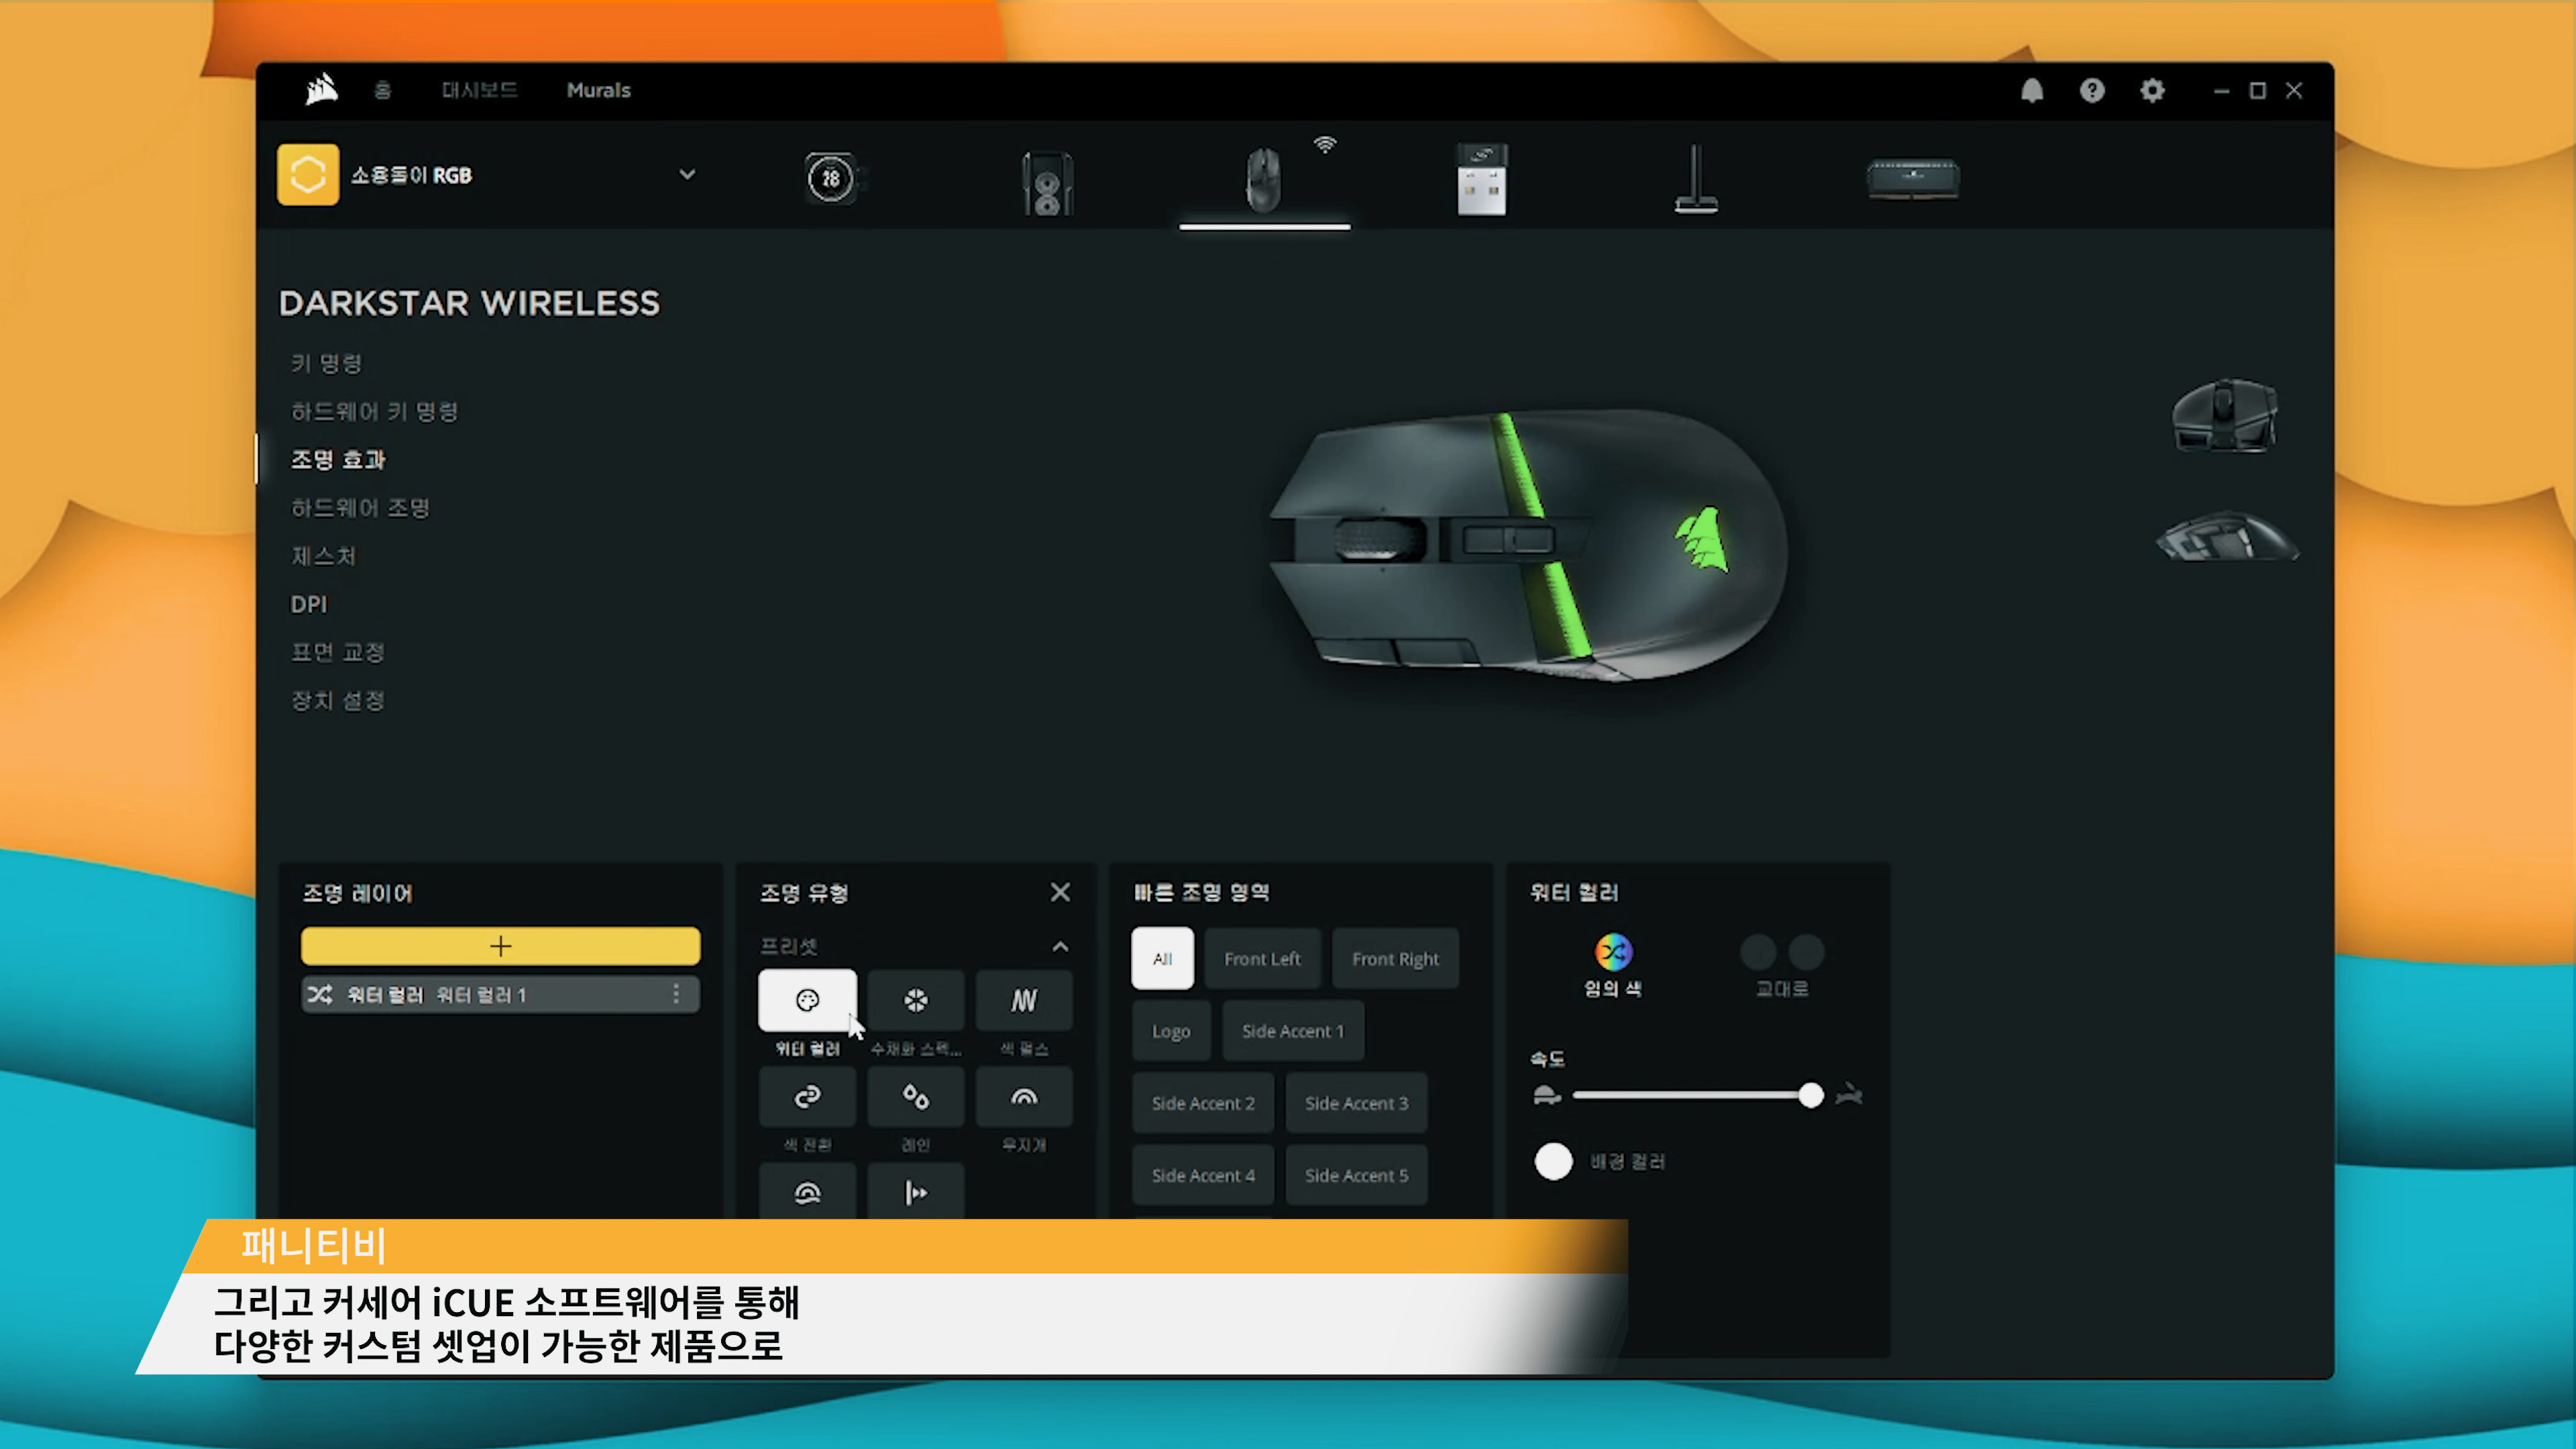 홈 대시보드 Murals
소용돌이 RGB
28
DARKSTAR WIRELESS
키 명령
하드웨어 키 명령
조명 효과
하드웨어 조명
제스처
DPI
표면 교정
장치 설정
조명 레이어
+
워터 컬러 워터 컬러 1
조명 유형
프리셋
워터 컬러 수채화 스펙...  색 펄스
색 전환 레인 무지개
빠른 조명 영역
All Front Left Front Right
Logo Side Accent 1
Side Accent 2 Side Accent 3
Side Accent 4 Side Accent 5
워터 컬러
임의 색 교대로
속도
배경 컬러
패니티비
그리고 커세어 iCUE 소프트웨어를 통해
다양한 커스텀 셋업이 가능한 제품으로